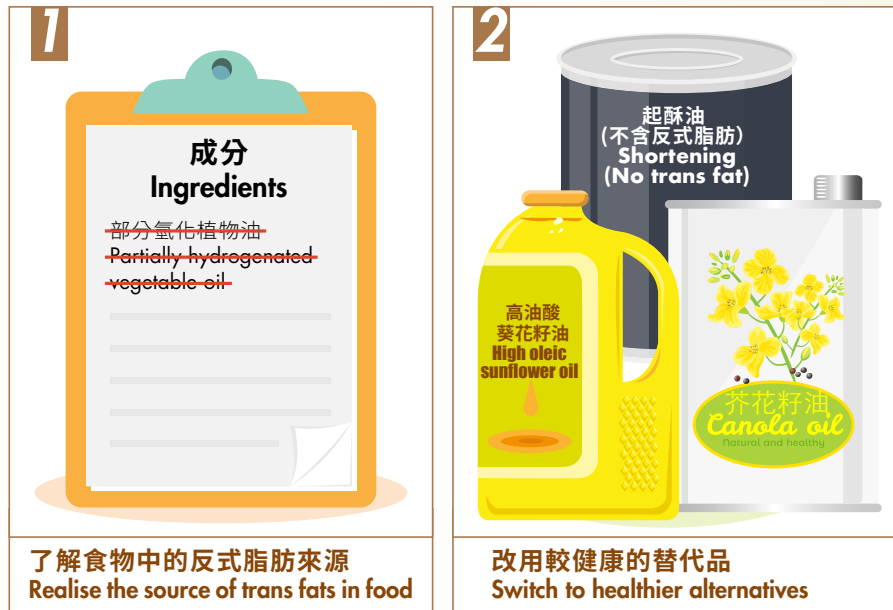 1
成分
Ingredients
部分氫化植物油
Partially hydrogenated
vegetable oil
了解食物中的反式脂肪來源
Realise the source of trans fats in food
2
起酥油
(不含反式脂肪)
Shortening
(No trans fat)
高油酸
葵花籽油
High oleic
sunflower oil
芥花籽油
Canola oil
Natural and healthy
改用較健康的替代品
Switch to healthier alternatives